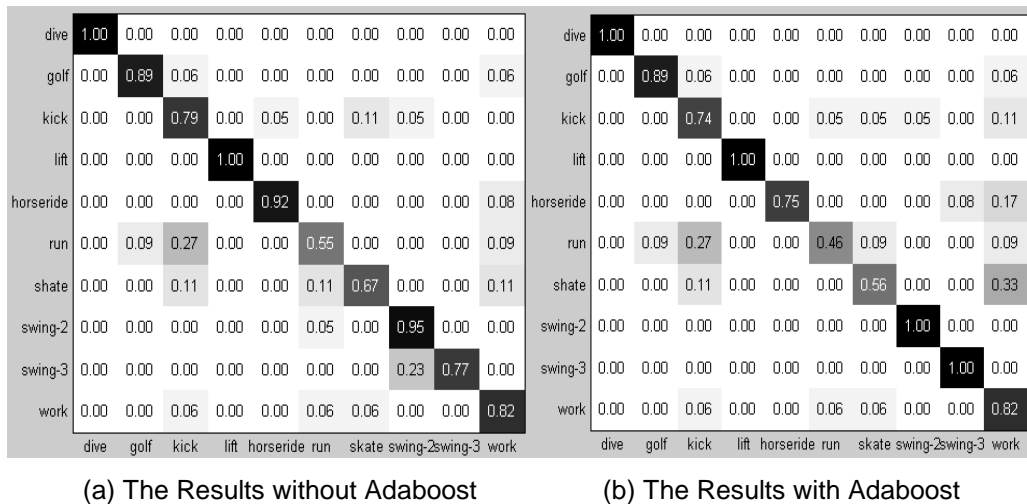 dive 1.00 0.00 0.00 0.00 0.00 0.00 0.00 0.00 0.00 0.00
golf 0.00 0.89 0.06 0.00 0.00 0.00 0.00 0.00 0.00 0.06
kick 0.00 0.00 0.79 0.00 0.05 0.00 0.11 0.05 0.00 0.00
lift 0.00 0.00 0.00 1.00 0.00 0.00 0.00 0.00 0.00 0.00
horseride 0.00 0.00 0.00 0.00 0.92 0.00 0.00 0.00 0.00 0.08
run 0.00 0.09 0.27 0.00 0.00 0.55 0.00 0.00 0.00 0.09
shate 0.00 0.00 0.11 0.00 0.00 0.11 0.67 0.00 0.00 0.11
swing-2 0.00 0.00 0.00 0.00 0.00 0.05 0.00 0.95 0.00 0.00
swing-3 0.00 0.00 0.00 0.00 0.00 0.00 0.00 0.23 0.77 0.00
work 0.00 0.00 0.06 0.00 0.00 0.06 0.06 0.00 0.00 0.82
dive golf kick lift horseride run skate swing-2swing-3 work
(a) The Results without Adaboost
dive 1.00 0.00 0.00 0.00 0.00 0.00 0.00 0.00 0.00 0.00
golf 0.00 0.89 0.06 0.00 0.00 0.00 0.00 0.00 0.00 0.06
kick 0.00 0.00 0.74 0.00 0.00 0.05 0.05 0.05 0.00 0.11
lift 0.00 0.00 0.00 1.00 0.00 0.00 0.00 0.00 0.00 0.00
horseride 0.00 0.00 0.00 0.00 0.75 0.00 0.00 0.00 0.08 0.17
run 0.00 0.09 0.27 0.00 0.00 0.46 0.09 0.00 0.00 0.09
shate 0.00 0.00 0.11 0.00 0.00 0.00 0.56 0.00 0.00 0.33
swing-2 0.00 0.00 0.00 0.00 0.00 0.00 0.00 1.00 0.00 0.00
swing-3 0.00 0.00 0.00 0.00 0.00 0.00 0.00 0.00 1.00 0.00
work 0.00 0.00 0.06 0.00 0.00 0.06 0.06 0.00 0.00 0.82
dive golf kick lift horseride run skate swing-2swing-3 work
(b) The Results with Adaboost